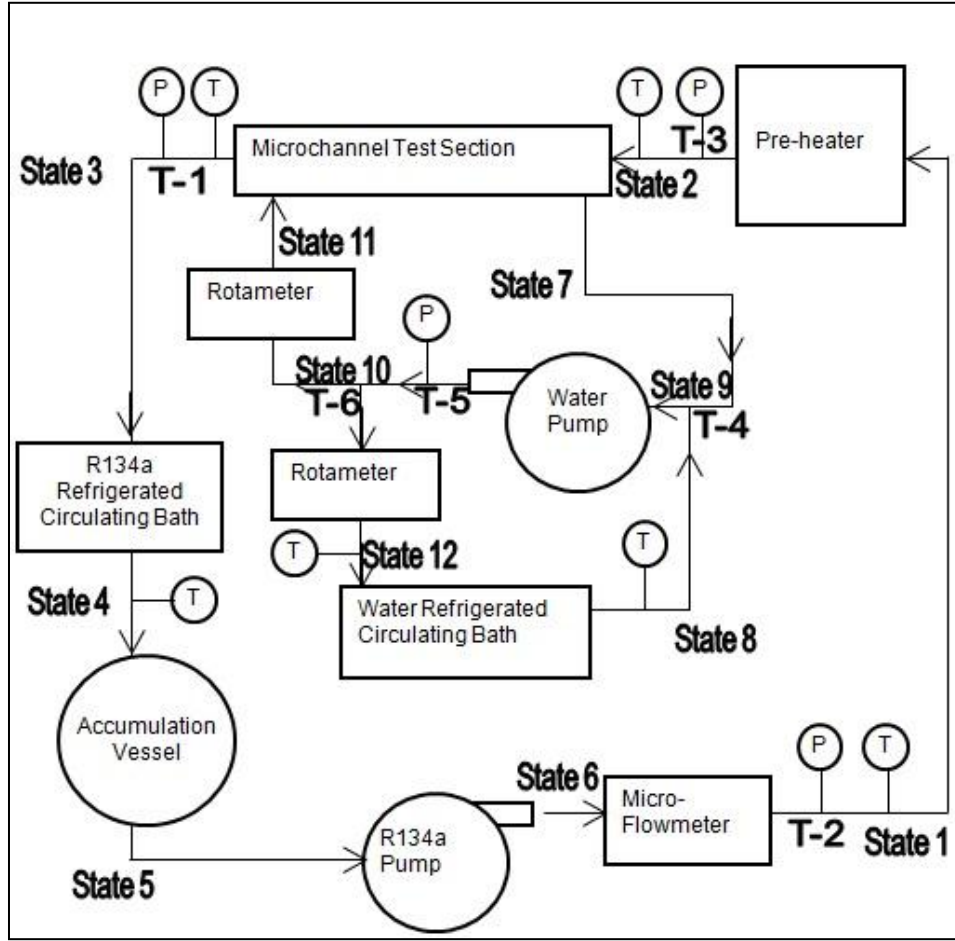 P
T
T
P
Pre-heater
State 3
T-1
Microchannel Test Section
T-3
State 2
State 11
Rotameter
State 7
P
State 10
T-6
T-5
Water
Pump
State 9
T-4
R134a
Refrigerated
Circulating Bath
Rotameter
T
State 12
T
State 4
T
Water Refrigerated
Circulating Bath
State 8
Accumulation
Vessel
State 6
Micro-
Flowmeter
P
T
T-2
State 1
R134a
Pump
State 5